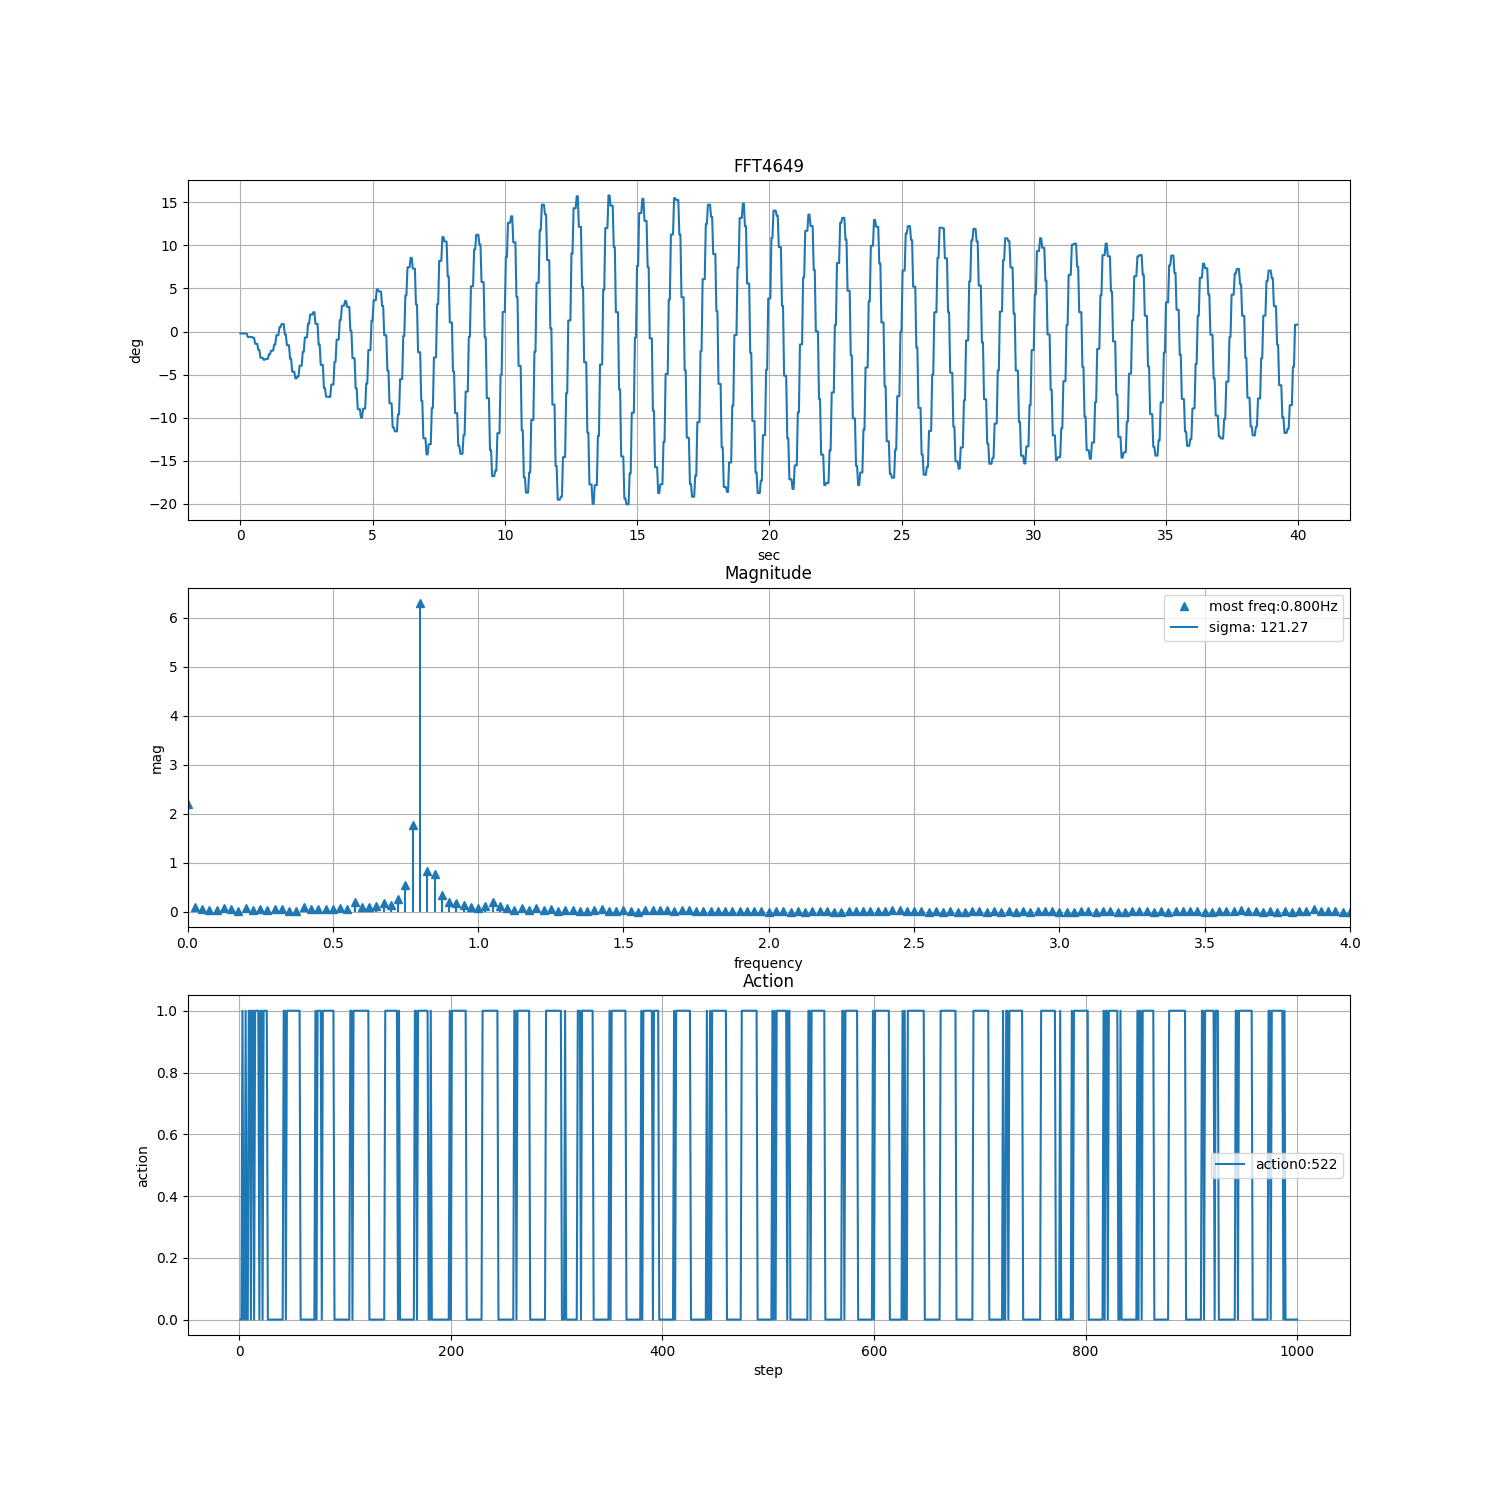 FFT4649
15
10
5
0
−5
−10
−15
−20
deg
0 5 10 15 20 25 30 35 40
sec
Magnitude
most freq:0.800Hz
sigma: 121.27
6
5
4
3
2
1
0
mag
0.0 0.5 1.0 1.5 2.0 2.5 3.0 3.5 4.0
frequency
Action
1.0
0.8
0.6
0.4
0.2
0.0
action
action0:522
0 200 400 600 800 1000
step